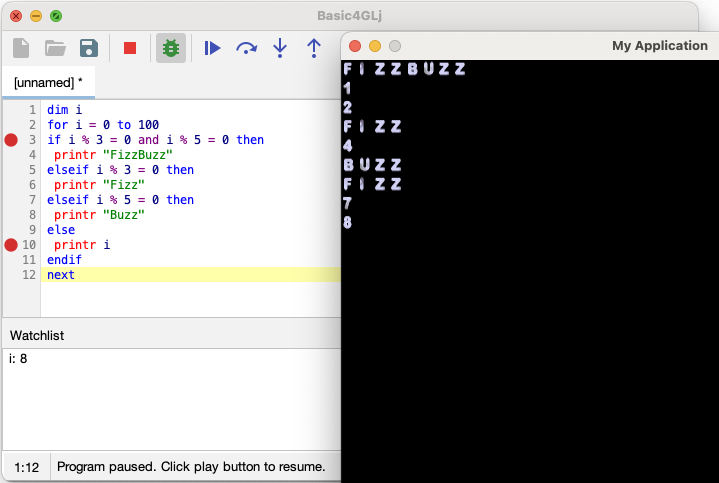 Basic4GLj
My Application
[unnamed] *
1 dim i
2 for i = 0 to 100
3 if i % 3 = 0 and i % 5 = 0 then
4 printr "FizzBuzz"
5 elseif i % 3 = 0 then
6 printr "Fizz"
7 elseif i % 5 = 0 then
8 printr "Buzz"
9 else
10 printr i
11 endif
12 next
Watchlist
i: 8
1:12 Program paused. Click play button to resume.
FIZZBUZZ
1
2
FIZZ
4
BUZZ
FIZZ
7
8